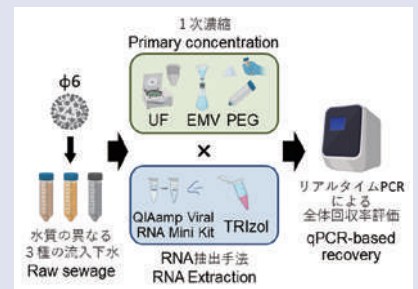 φ6
水質の異なる
３種の流入下水
Raw sewage
１次濃縮
Primary concentration
UF EMV PEG
×
QIAamp Viral
RNA Mini Kit
TRIzol
RNA抽出手法
RNA Extraction
リアルタイムPCR
による
全体回収率評価
qPCR-based
recovery